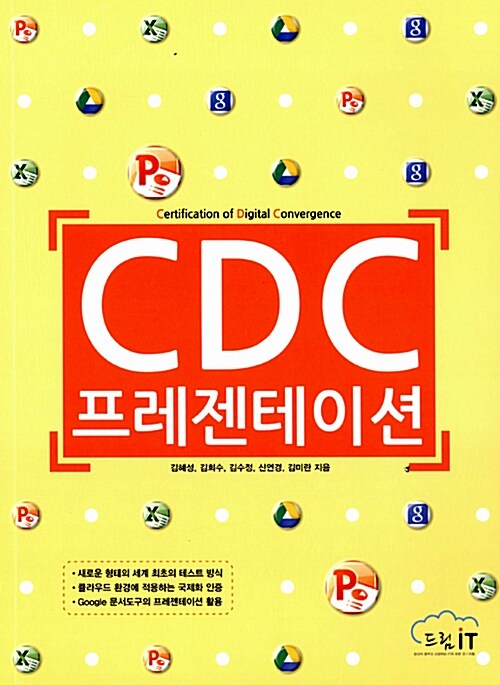 Certification of Digital Convergence
CDC
프레젠테이션
김혜성, 김희수, 김수정, 신연경, 김미란 지음
• 새로운 형태의 세계 최초의 테스트 방식
• 클라우드 환경에 적응하는 국제화 인증
• Google 문서도구의 프레젠테이션 활용
드림IT